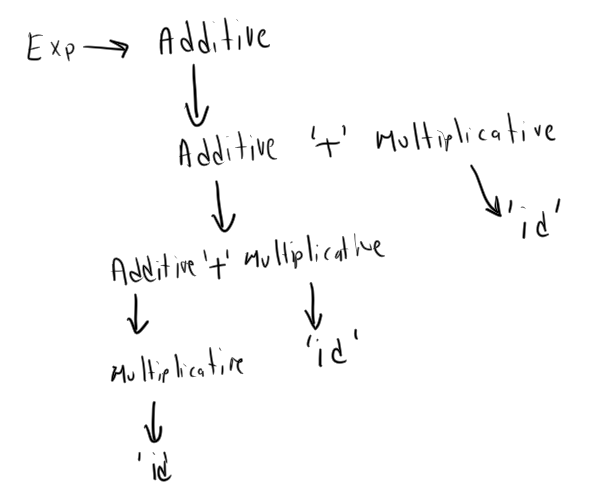 Exp → Additive
Additive '+' Multiplicative
'id'
Additive '+' Multiplicative
Multiplicative 'id'
'id